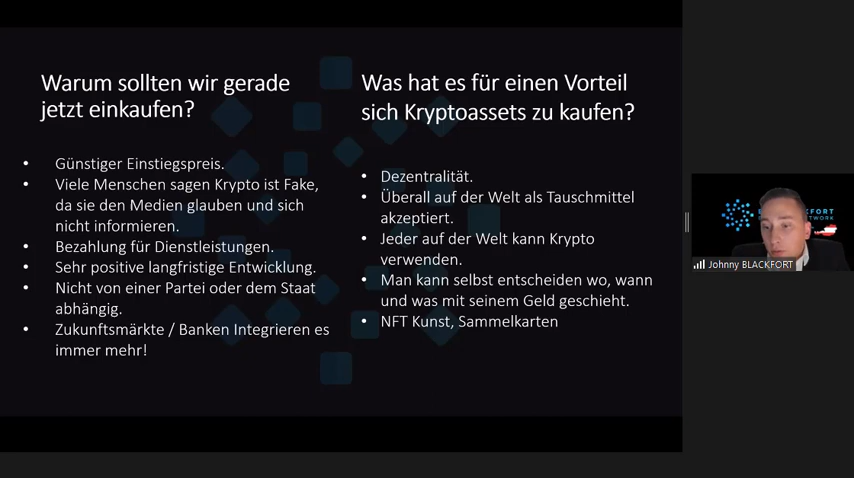 Warum sollten wir gerade
jetzt einkaufen?
Günstiger Einstiegspreis.
Viele Menschen sagen Krypto ist Fake,
da sie den Medien glauben und sich
nicht informieren.
Bezahlung für Dienstleistungen.
Sehr positive langfristige Entwicklung.
Nicht von einer Partei oder dem Staat
abhängig.
Zukunftsmärkte / Banken Integrieren es
immer mehr!
Was hat es für einen Vorteil
sich Kryptoassets zu kaufen?
Dezentralität.
Überall auf der Welt als Tauschmittel
akzeptiert.
Jeder auf der Welt kann Krypto
verwenden.
Man kann selbst entscheiden wo, wann
und was mit seinem Geld geschieht.
NFT Kunst, Sammelkarten
Johnny BLACKFORT